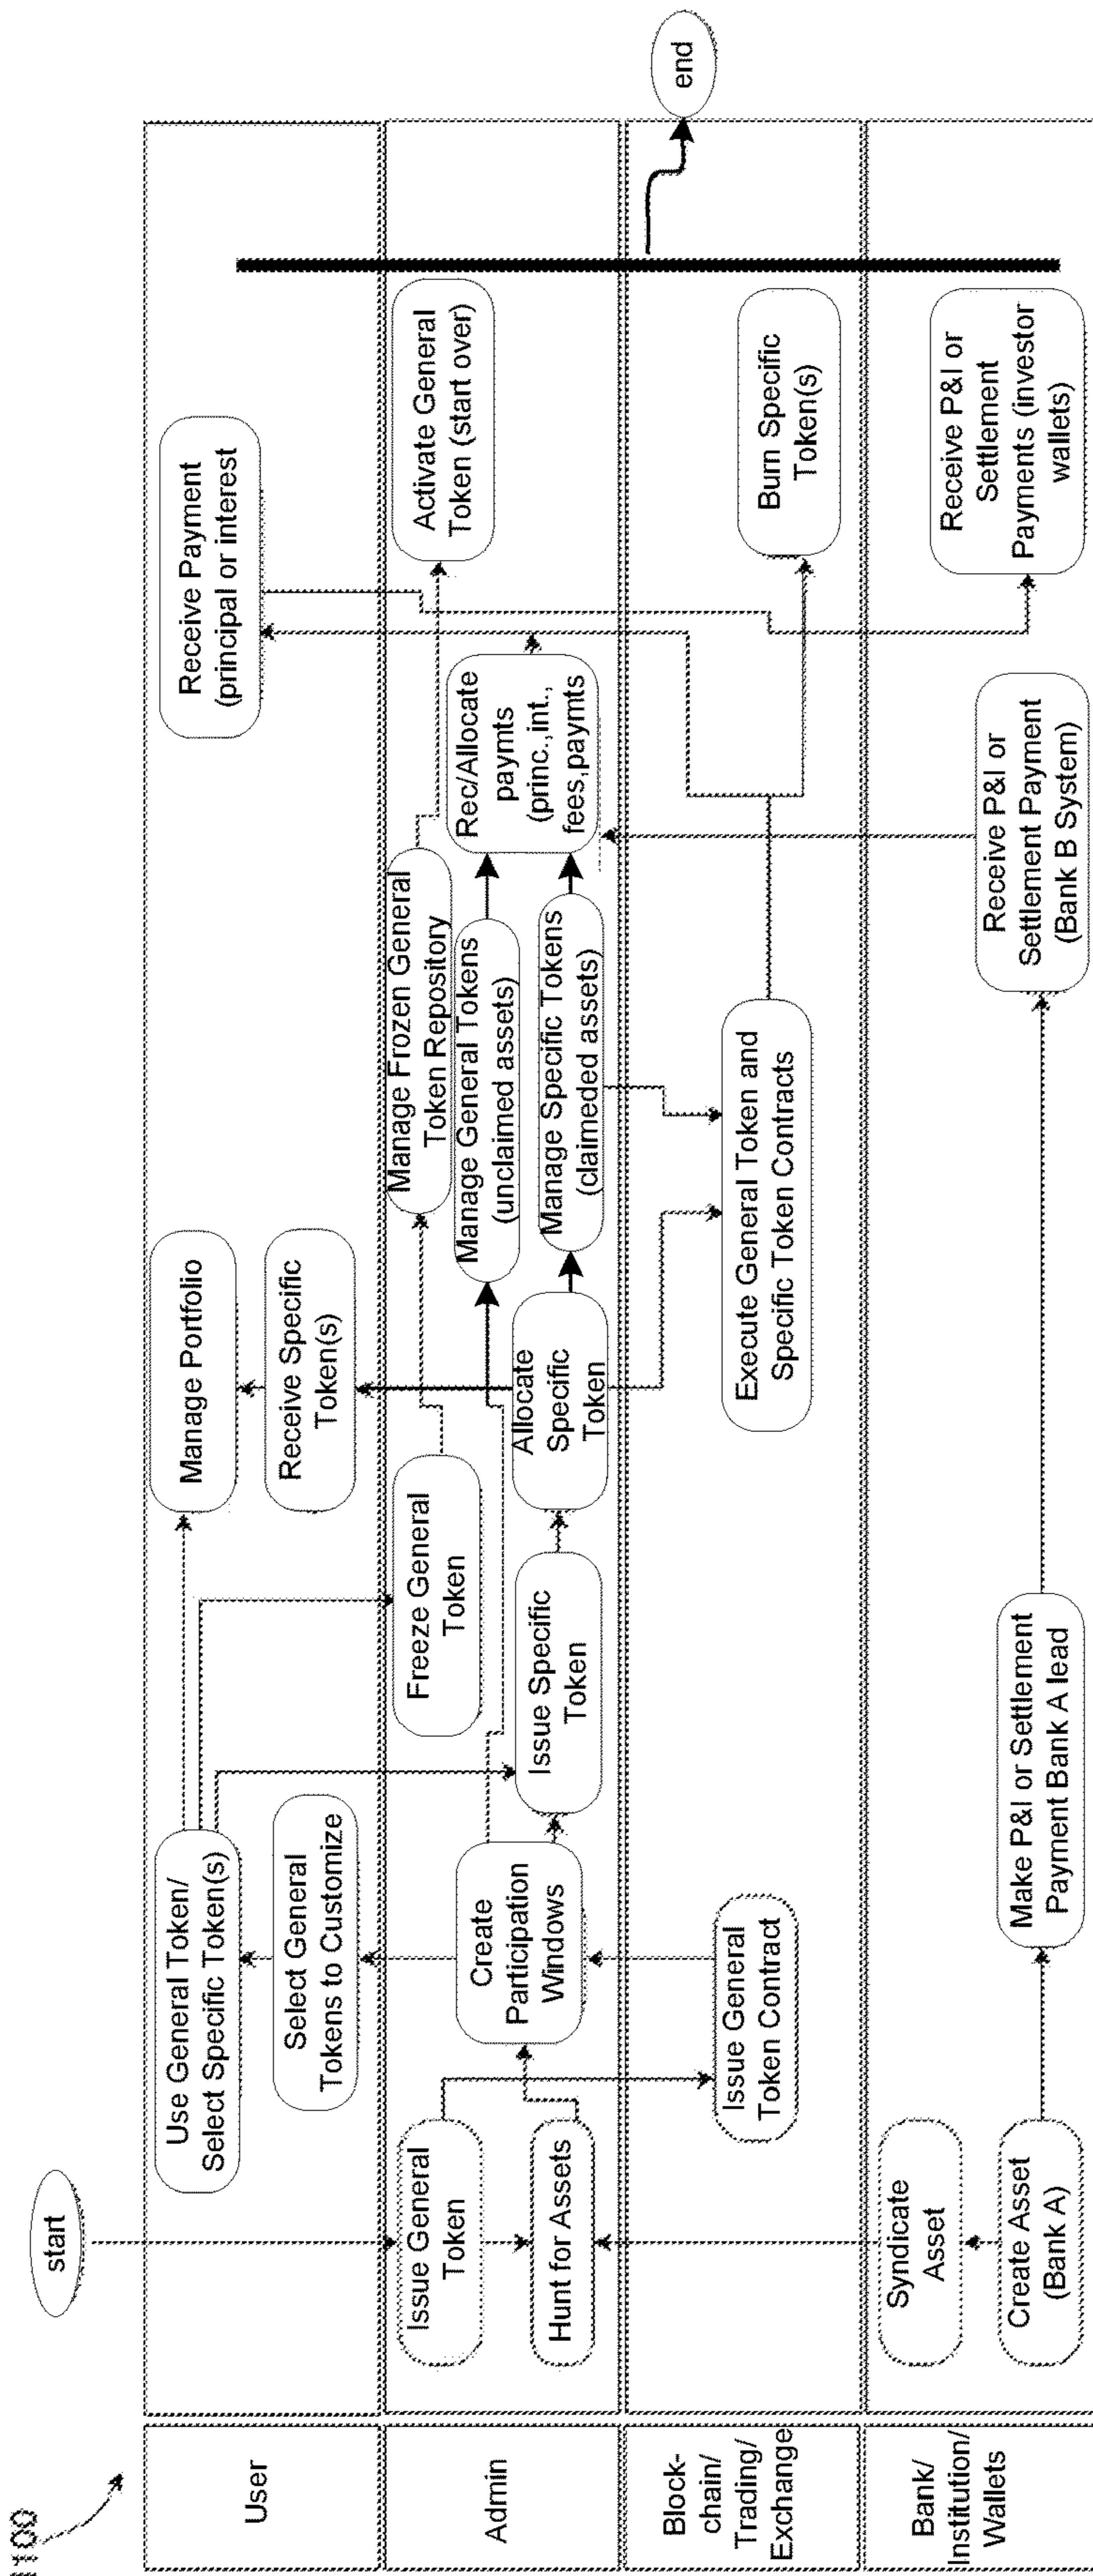 1100
start
User
Use General Token/
Select Specific Token(s)
Select General
Tokens to Customize
Manage Portfolio
Receive Specific
Token(s)
Receive Payment
(principal or interest
Admin
Issue General
Token
Hunt for Assets
Create
Participation
Windows
Freeze General
Token
Issue Specific
Token
Allocate
Specific
Token
Manage Frozen General
Token Repository
Manage General Tokens
(unclaimed assets)
Manage Specific Tokens
(claimeded assets)
Rec/Allocate
paymts
(princ.,int.,
fees,paymts
Activate General
Token (start over)
Block-
chain/
Trading/
Exchange
Issue General
Token Contract
Execute General Token and
Specific Token Contracts
Burn Specific
Token(s)
end
Bank/
Institution/
Wallets
Syndicate
Asset
Create Asset
(Bank A)
Make P&I or Settlement
Payment Bank A lead
Receive P&I or
Settlement Payment
(Bank B System)
Receive P&I or
Settlement
Payments (investor
wallets)